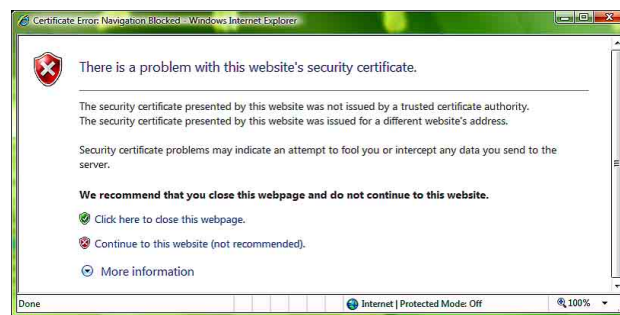 Certificate Error: Navigation Blocked - Windows Internet Explorer
There is a problem with this website's security certificate.
The security certificate presented by this website was not issued by a trusted certificate authority.
The security certificate presented by this website was issued for a different website's address.
Security certificate problems may indicate an attempt to fool you or intercept any data you send to the
server.
We recommend that you close this webpage and do not continue to this website.
Click here to close this webpage.
Continue to this website (not recommended).
More information
Done Internet | Protected Mode: Off 100%